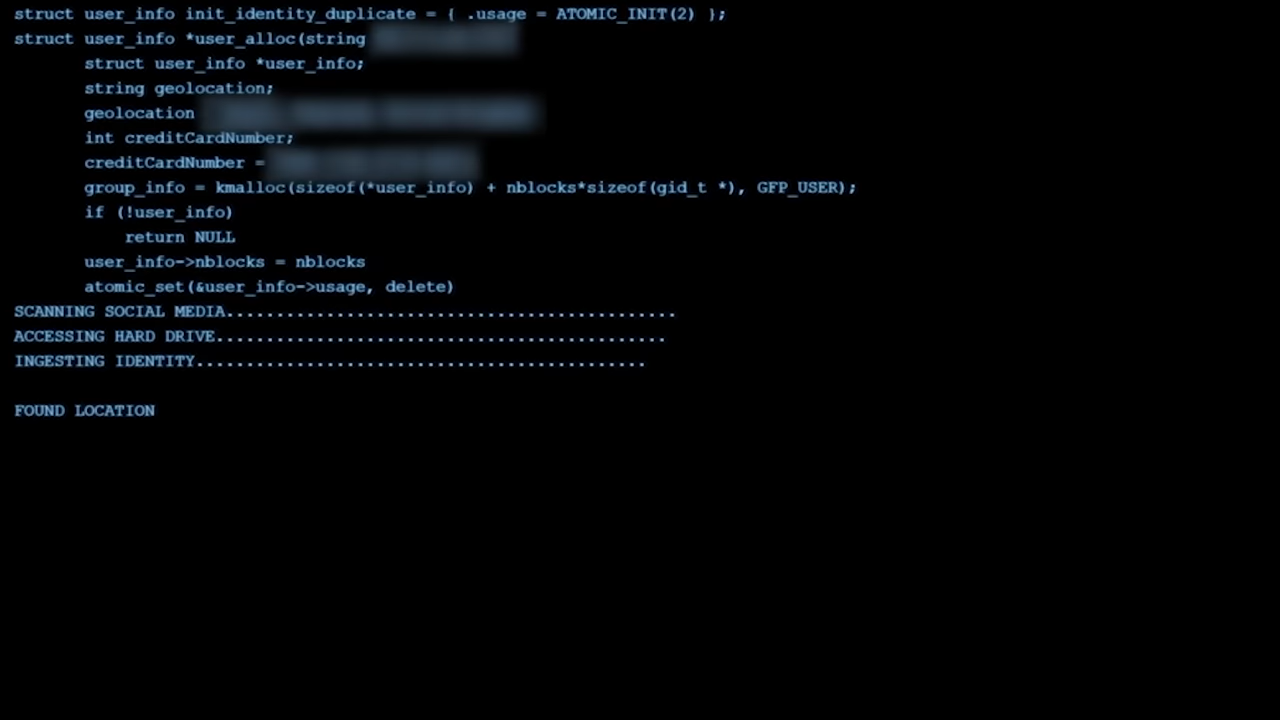 struct user_info init_identity_duplicate = { .usage = ATOMIC_INIT(2) };
struct user_info *user_alloc(string
struct user_info *user_info;
string geolocation;
geolocation
int creditCardNumber;
creditCardNumber =
group_info = kmalloc(sizeof(*user_info) + nblocks*sizeof(gid_t *), GFP_USER);
if (!user_info)
return NULL
user_info->nblocks = nblocks
atomic_set(&user_info->usage, delete)
SCANNING SOCIAL MEDIA.............................................
ACCESSING HARD DRIVE.............................................
INGESTING IDENTITY.............................................
FOUND LOCATION